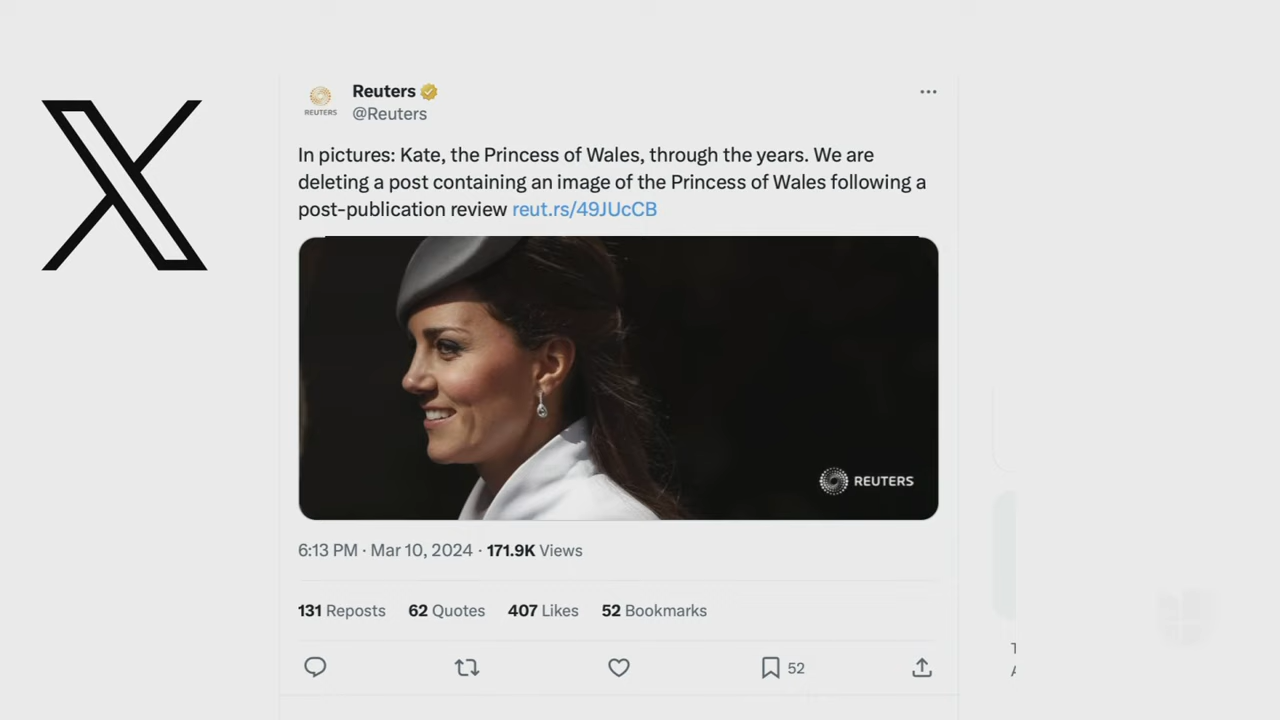 Reuters
REUTERS
@Reuters
In pictures: Kate, the Princess of Wales, through the years. We are
deleting a post containing an image of the Princess of Wales following a
post-publication review reut.rs/49JUcCB
REUTERS
6:13 PM · Mar 10, 2024 · 171.9K Views
131 Reposts 62 Quotes 407 Likes 52 Bookmarks
52